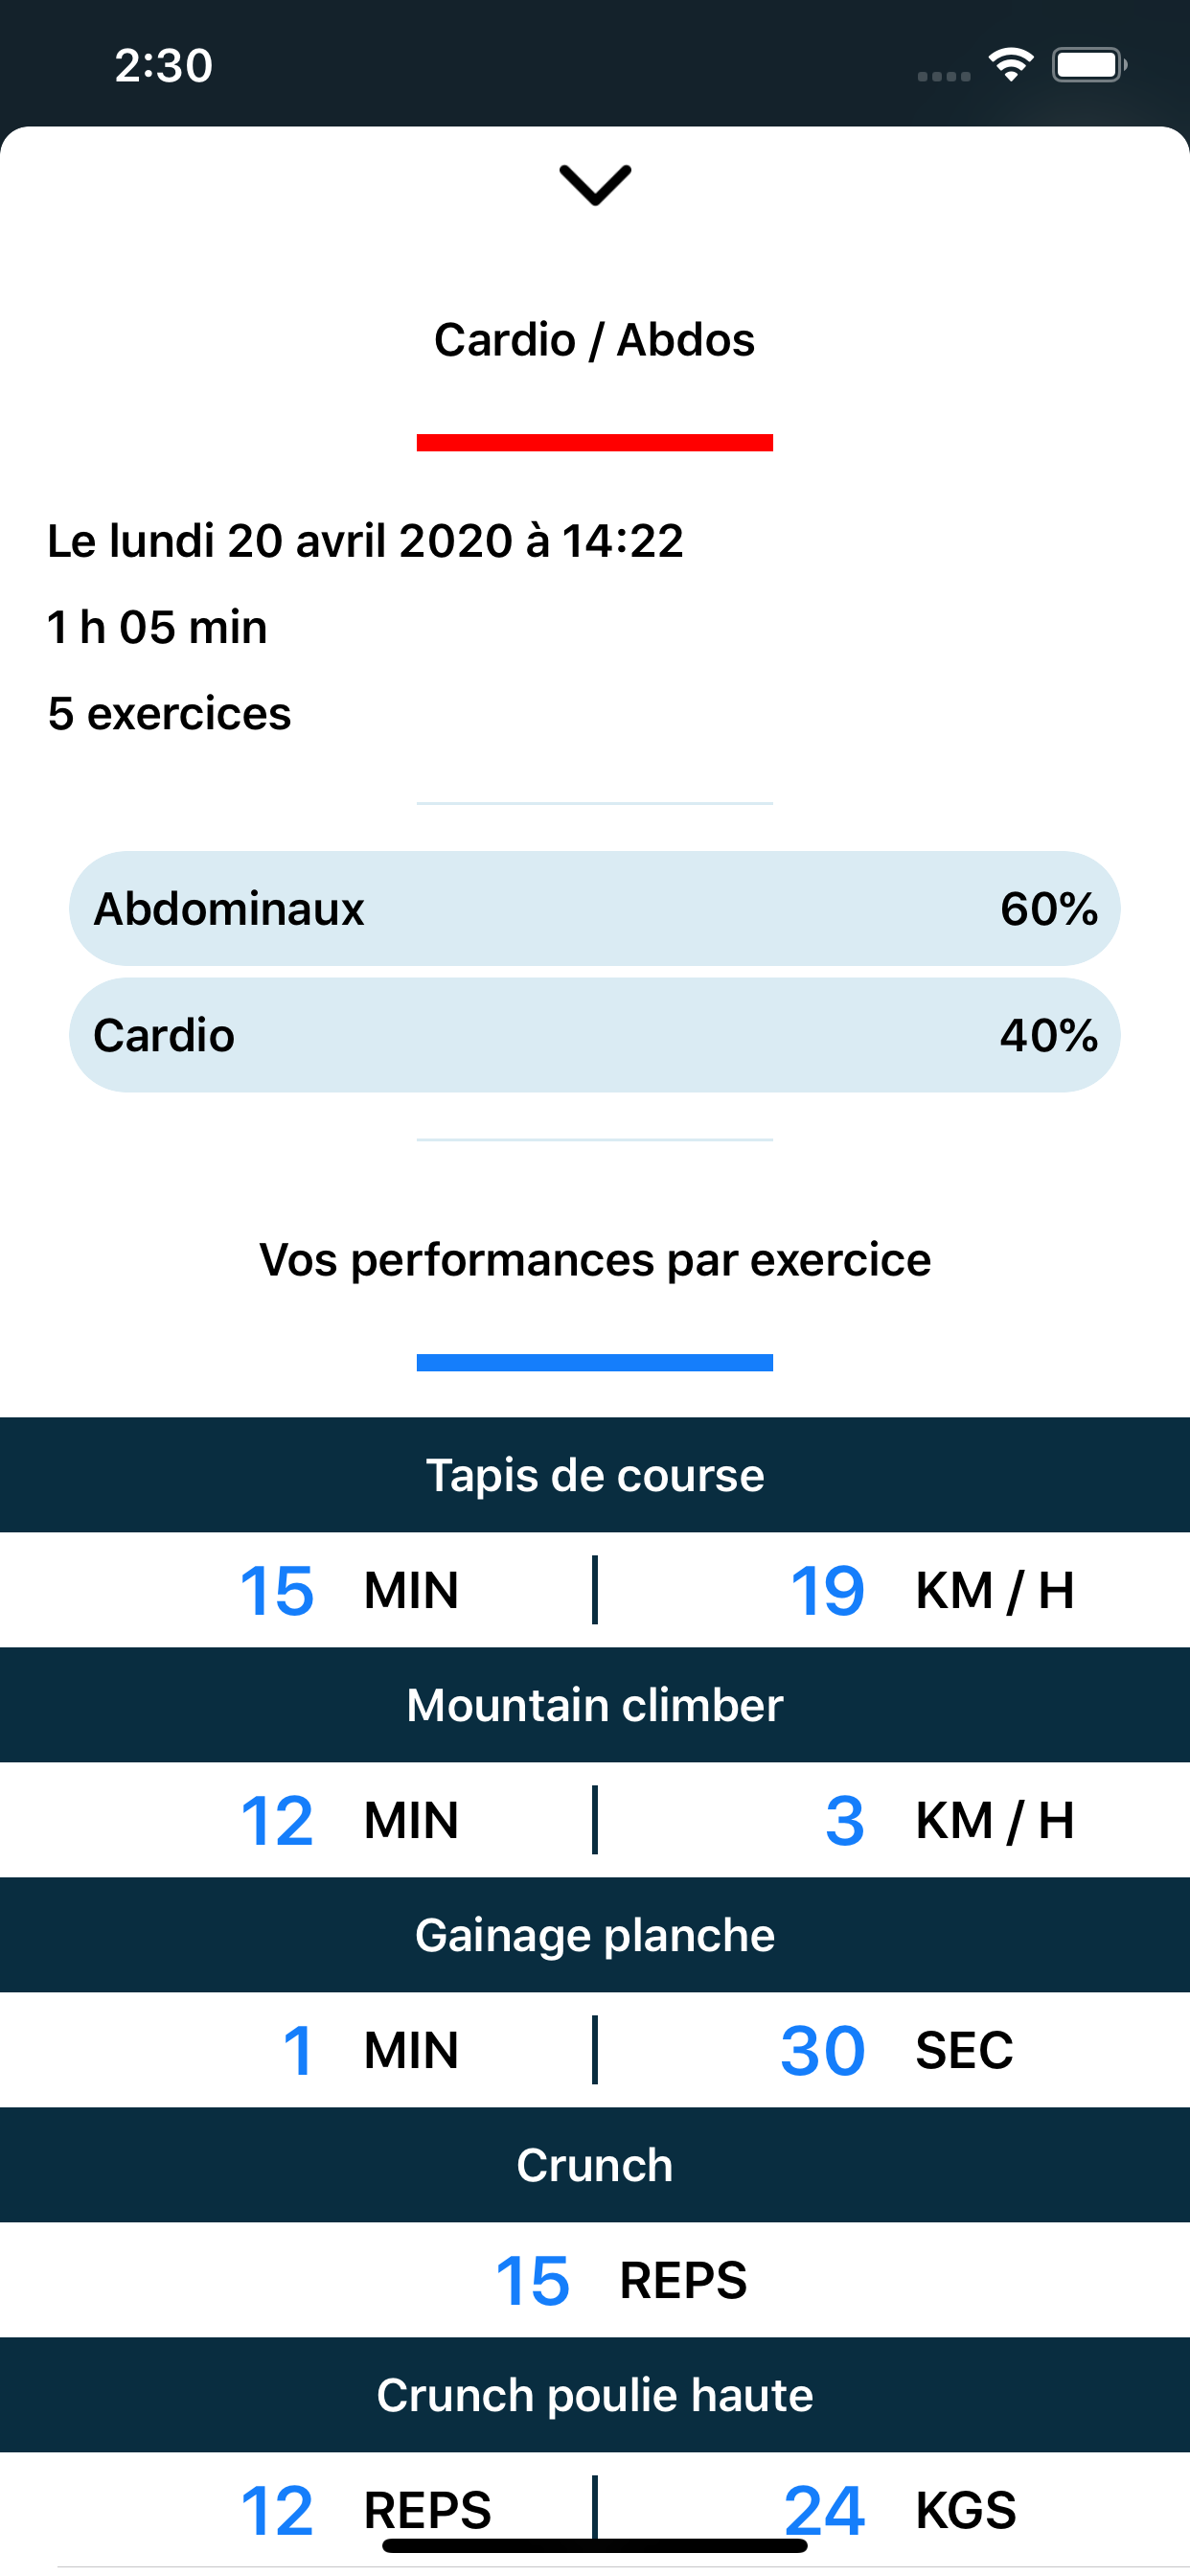 2:30
Cardio / Abdos
Le lundi 20 avril 2020 à 14:22
1 h 05 min
5 exercices
Abdominaux 60%
Cardio 40%
Vos performances par exercice
Tapis de course
15 MIN 19 KM / H
Mountain climber
12 MIN 3 KM / H
Gainage planche
1 MIN 30 SEC
Crunch
15 REPS
Crunch poulie haute
12 REPS 24 KGS